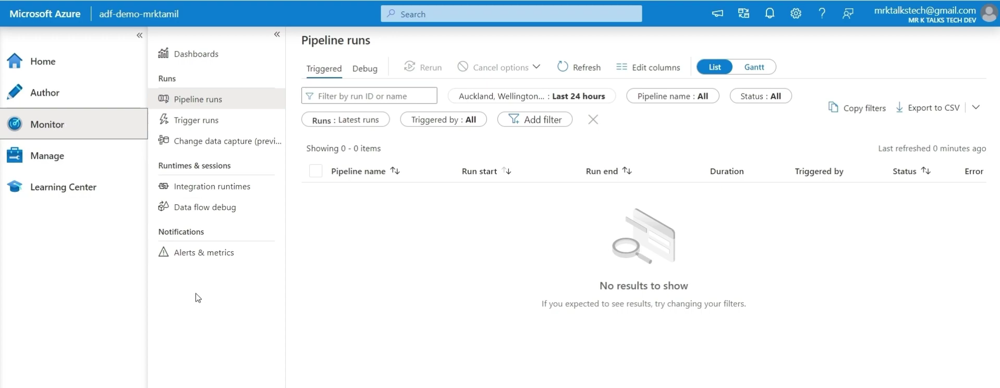 Microsoft Azure | adf-demo-mrktamil
Search
mrktalkstech@gmail.com
MR K TALKS TECH DEV
Home
Author
Monitor
Manage
Learning Center
Dashboards
Runs
Pipeline runs
Trigger runs
Change data capture (previ...
Runtimes & sessions
Integration runtimes
Data flow debug
Notifications
Alerts & metrics
Pipeline runs
Triggered Debug Rerun Cancel options Refresh Edit columns List Gantt
Filter by run ID or name Auckland, Wellington... : Last 24 hours Pipeline name : All Status : All
Runs : Latest runs Triggered by : All Add filter
Copy filters Export to CSV
Showing 0 - 0 items Last refreshed 0 minutes ago
Pipeline name Run start Run end Duration Triggered by Status Error
No results to show
If you expected to see results, try changing your filters.